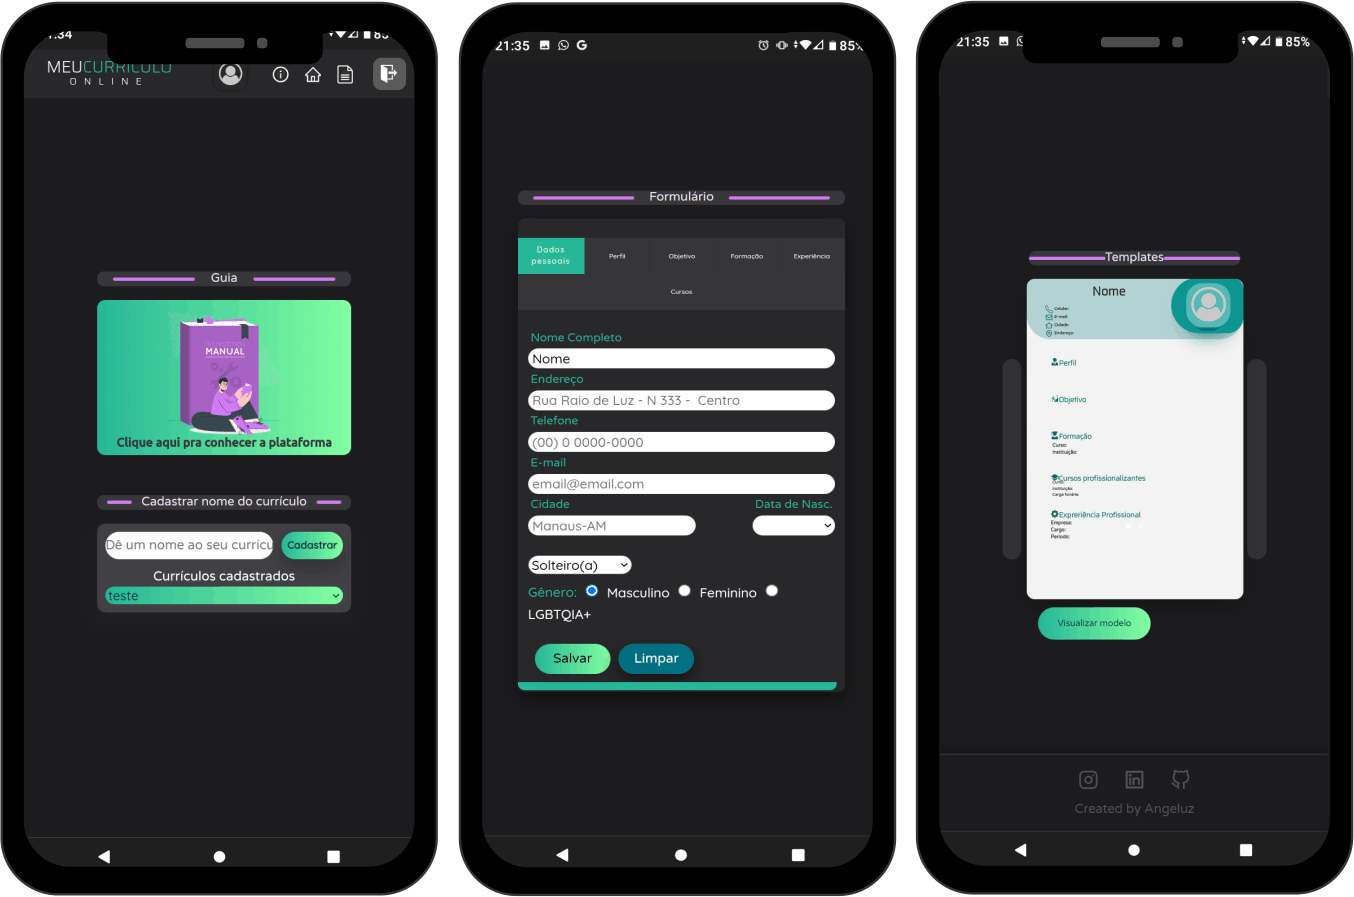 MEUCURRICULO
ONLINE
Guia
MANUAL
Clique aqui pra conhecer a plataforma
Cadastrar nome do currículo
Dê um nome ao seu currícu
Cadastrar
Currículos cadastrados
teste
21:35
G
85%
Formulário
Dados pessoais
Perfil
Objetivo
Formação
Experiência
Cursos
Nome Completo
Nome
Endereço
Rua Raio de Luz - N 333 - Centro
Telefone
(00) 0 0000-0000
E-mail
email@email.com
Cidade
Data de Nasc.
Manaus-AM
Solteiro(a)
Gênero: Masculino Feminino
LGBTQIA+
Salvar
Limpar
21:35
85%
Templates
Nome
Celular
E-mail
Cidade
Endereço
Perfil
Objetivo
Formação
Curso:
Instituição:
Cursos profissionalizantes
Curso:
Instituição:
Carga horária:
Expreriência Profissional
Empresa:
Cargo:
Período:
Visualizar modelo
in
Created by Angeluz